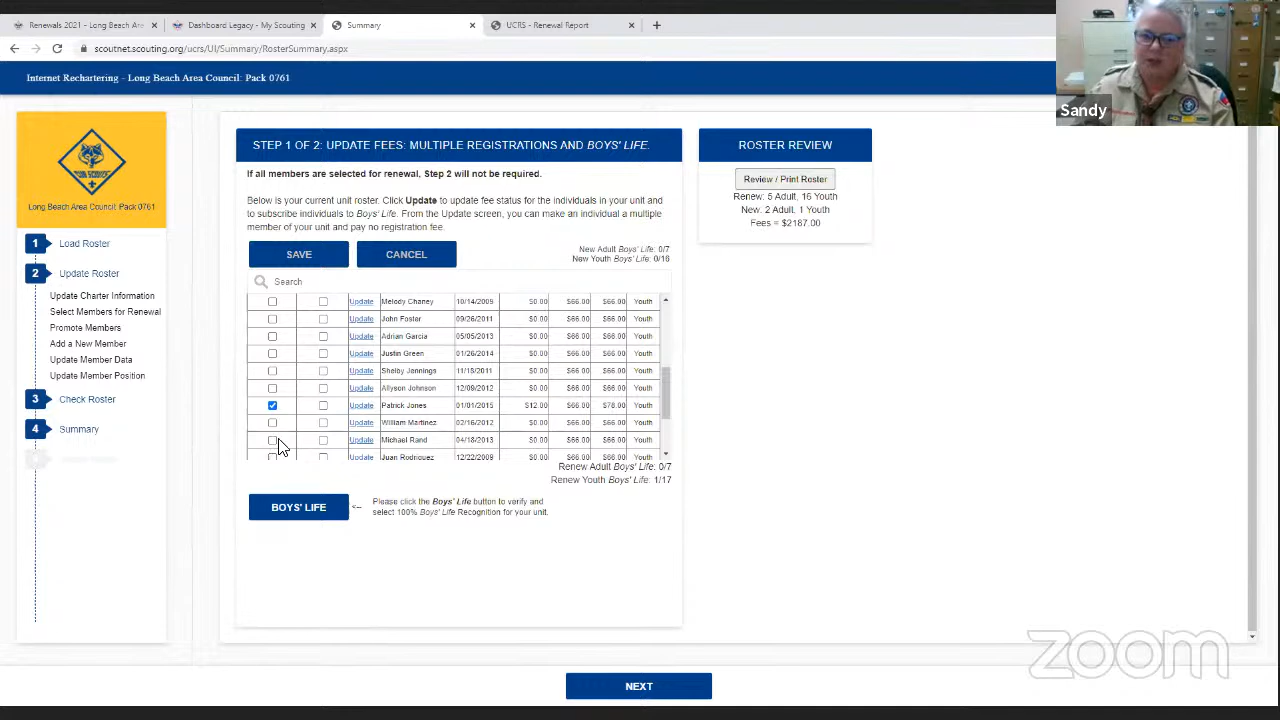 Renewals 2021 - Long Beach Are
Dashboard Legacy - My Scouting
Summary
UCRS - Renewal Report
scoutnet.scouting.org/ucrs/UI/Summary/RosterSummary.aspx
Internet Rechartering - Long Beach Area Council: Pack 0761
Sandy
CUB SCOUTS
Long Beach Area Council: Pack 0761
1 Load Roster
2 Update Roster
Update Charter Information
Select Members for Renewal
Promote Members
Add a New Member
Update Member Data
Update Member Position
3 Check Roster
4 Summary
STEP 1 OF 2: UPDATE FEES: MULTIPLE REGISTRATIONS AND BOYS' LIFE.
If all members are selected for renewal, Step 2 will not be required.
Below is your current unit roster. Click Update to update fee status for the individuals in your unit and
to subscribe individuals to Boys' Life. From the Update screen, you can make an individual a multiple
member of your unit and pay no registration fee.
SAVE CANCEL
New Adult Boys' Life: 0/7
New Youth Boys' Life: 0/16
Search
Update Melody Chaney 10/14/2009 $0.00 $66.00 $66.00 Youth
Update John Foster 09/26/2011 $0.00 $66.00 $66.00 Youth
Update Adrian Garcia 05/05/2013 $0.00 $66.00 $66.00 Youth
Update Justin Green 01/26/2014 $0.00 $66.00 $66.00 Youth
Update Shelby Jennings 11/18/2011 $0.00 $66.00 $66.00 Youth
Update Allyson Johnson 12/09/2012 $0.00 $66.00 $66.00 Youth
Update Patrick Jones 01/01/2015 $12.00 $66.00 $78.00 Youth
Update William Martinez 02/16/2012 $0.00 $66.00 $66.00 Youth
Update Michael Rand 04/18/2013 $0.00 $66.00 $66.00 Youth
Update Juan Rodriguez 12/22/2009 $0.00 $66.00 $66.00 Youth
Renew Adult Boys' Life: 0/7
Renew Youth Boys' Life: 1/17
BOYS' LIFE <-- Please click the Boys' Life button to verify and
select 100% Boys' Life Recognition for your unit.
ROSTER REVIEW
Review / Print Roster
Renew: 5 Adult, 16 Youth
New: 2 Adult, 1 Youth
Fees = $2187.00
NEXT
zoom